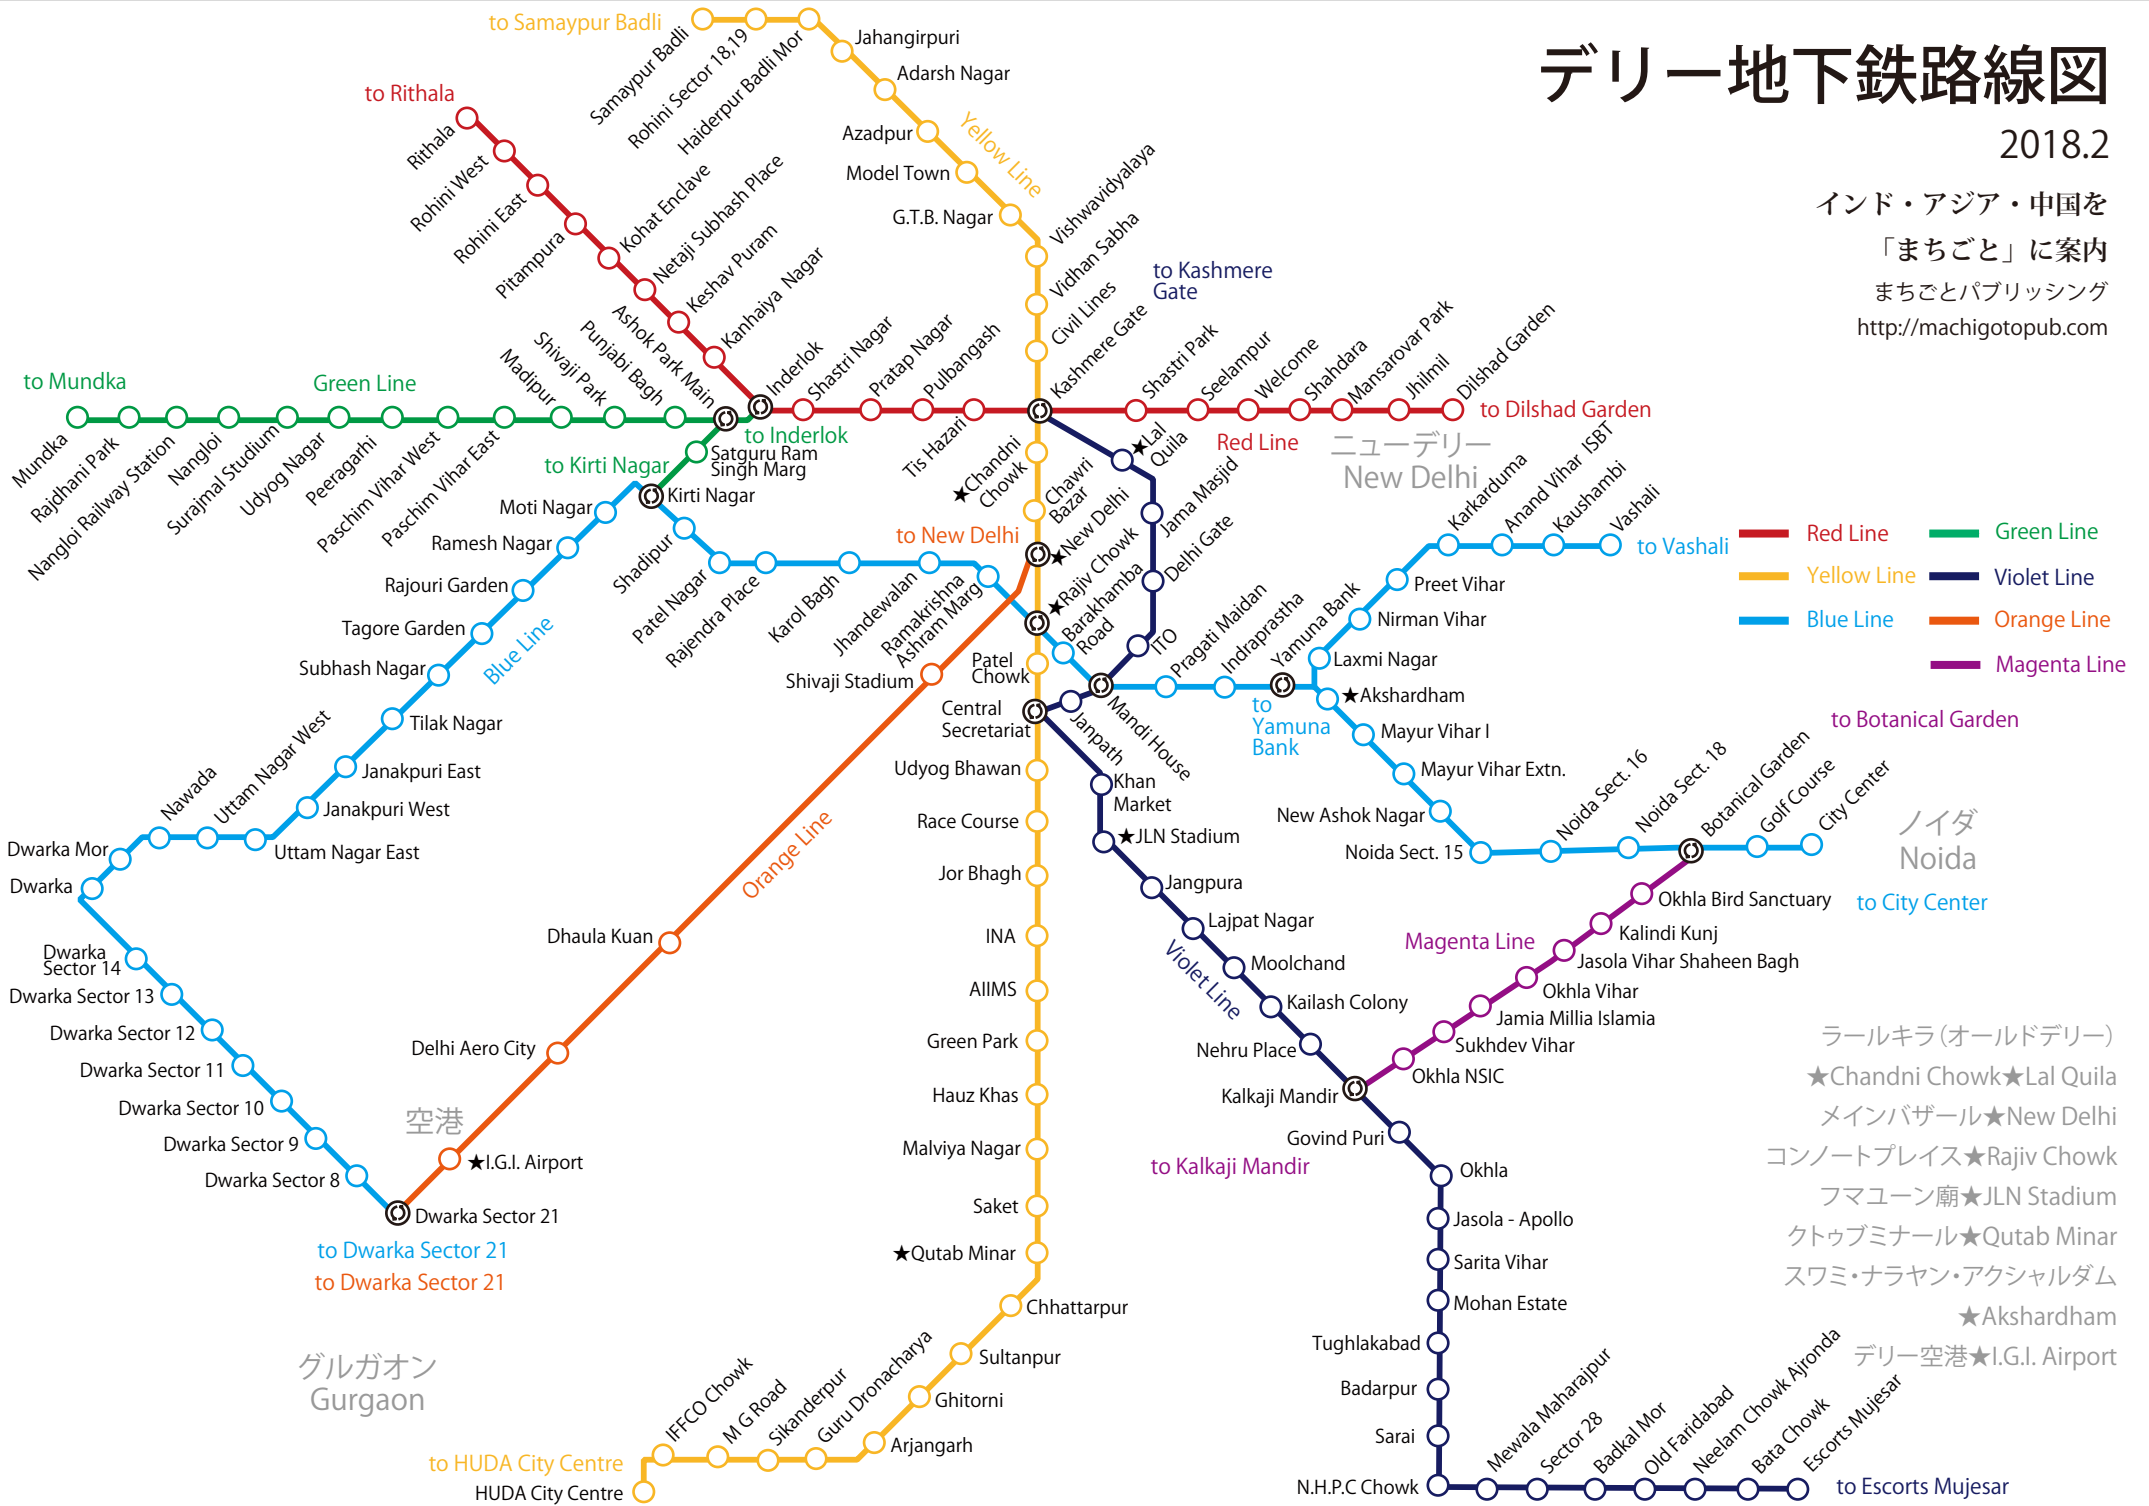 デリー地下鉄路線図
2018.2
インド・アジア・中国を
「まちごと」に案内
まちごとパブリッシング
http://machigotopub.com
to Samaypur Badli
Samaypur Badli
Rohini Sector 18,19
Haiderpur Badli Mor
Jahangirpuri
Adarsh Nagar
Azadpur
Model Town
G.T.B. Nagar
Yellow Line
Vishwavidyalaya
Vidhan Sabha
Civil Lines
Kashmere Gate
to Kashmere
Gate
to Rithala
Rithala
Rohini West
Rohini East
Pitampura
Kohat Enclave
Netaji Subhash Place
Keshav Puram
Kanhaiya Nagar
Inderlok
Shastri Nagar
Pratap Nagar
Pulbangash
Tis Hazari
Shastri Park
Seelampur
Welcome
Shahdara
Mansarovar Park
Jhilmil
Dilshad Garden
to Dilshad Garden
Red Line
to Mundka
Green Line
Mundka
Rajdhani Park
Nangloi Railway Station
Nangloi
Surajmal Studium
Udyog Nagar
Peeragarhi
Paschim Vihar West
Paschim Vihar East
Madipur
Shivaji Park
Punjabi Bagh
Ashok Park Main
to Inderlok
Satguru Ram
Singh Marg
to Kirti Nagar
Kirti Nagar
Moti Nagar
Ramesh Nagar
Rajouri Garden
Tagore Garden
Subhash Nagar
Blue Line
Tilak Nagar
Janakpuri East
Janakpuri West
Uttam Nagar East
Uttam Nagar West
Nawada
Dwarka Mor
Dwarka
Dwarka
Sector 14
Dwarka Sector 13
Dwarka Sector 12
Dwarka Sector 11
Dwarka Sector 10
Dwarka Sector 9
Dwarka Sector 8
Dwarka Sector 21
to Dwarka Sector 21
to Dwarka Sector 21
Shadipur
Patel Nagar
Rajendra Place
Karol Bagh
Jhandewalan
Ramakrishna
Ashram Marg
★Rajiv Chowk
Barakhamba
Road
Mandi House
Pragati Maidan
Indraprastha
Yamuna Bank
to
Yamuna
Bank
Laxmi Nagar
Nirman Vihar
Preet Vihar
Karkarduma
Anand Vihar ISBT
Kaushambi
Vashali
to Vashali
★Akshardham
Mayur Vihar I
Mayur Vihar Extn.
New Ashok Nagar
Noida Sect. 15
Noida Sect. 16
Noida Sect. 18
Botanical Garden
Golf Course
City Center
to City Center
to Botanical Garden
ニューデリー
New Delhi
ノイダ
Noida
Red Line
Yellow Line
Blue Line
Green Line
Violet Line
Orange Line
Magenta Line
to New Delhi
★New Delhi
Shivaji Stadium
Orange Line
Dhaula Kuan
Delhi Aero City
空港
★I.G.I. Airport
★Chandni
Chowk
Chawri
Bazar
Patel
Chowk
Central
Secretariat
Udyog Bhawan
Race Course
Jor Bhagh
INA
AIIMS
Green Park
Hauz Khas
Malviya Nagar
Saket
★Qutab Minar
Chhattarpur
Sultanpur
Ghitorni
Arjangarh
Guru Dronacharya
Sikanderpur
M G Road
IFFCO Chowk
to HUDA City Centre
HUDA City Centre
グルガオン
Gurgaon
★Lal
Quila
Jama Masjid
Delhi Gate
ITO
Janpath
Khan
Market
★JLN Stadium
Jangpura
Lajpat Nagar
Moolchand
Kailash Colony
Nehru Place
Violet Line
Kalkaji Mandir
Govind Puri
to Kalkaji Mandir
Okhla
Jasola - Apollo
Sarita Vihar
Mohan Estate
Tughlakabad
Badarpur
Sarai
N.H.P.C Chowk
Mewala Maharajpur
Sector 28
Badkal Mor
Old Faridabad
Neelam Chowk Ajronda
Bata Chowk
Escorts Mujesar
to Escorts Mujesar
Magenta Line
Okhla Bird Sanctuary
Kalindi Kunj
Jasola Vihar Shaheen Bagh
Okhla Vihar
Jamia Millia Islamia
Sukhdev Vihar
Okhla NSIC
ラールキラ（オールドデリー）
★Chandni Chowk★Lal Quila
メインバザール★New Delhi
コンノートプレイス★Rajiv Chowk
フマユーン廟★JLN Stadium
クトゥブミナール★Qutab Minar
スワミ・ナラヤン・アクシャルダム
★Akshardham
デリー空港★I.G.I. Airport